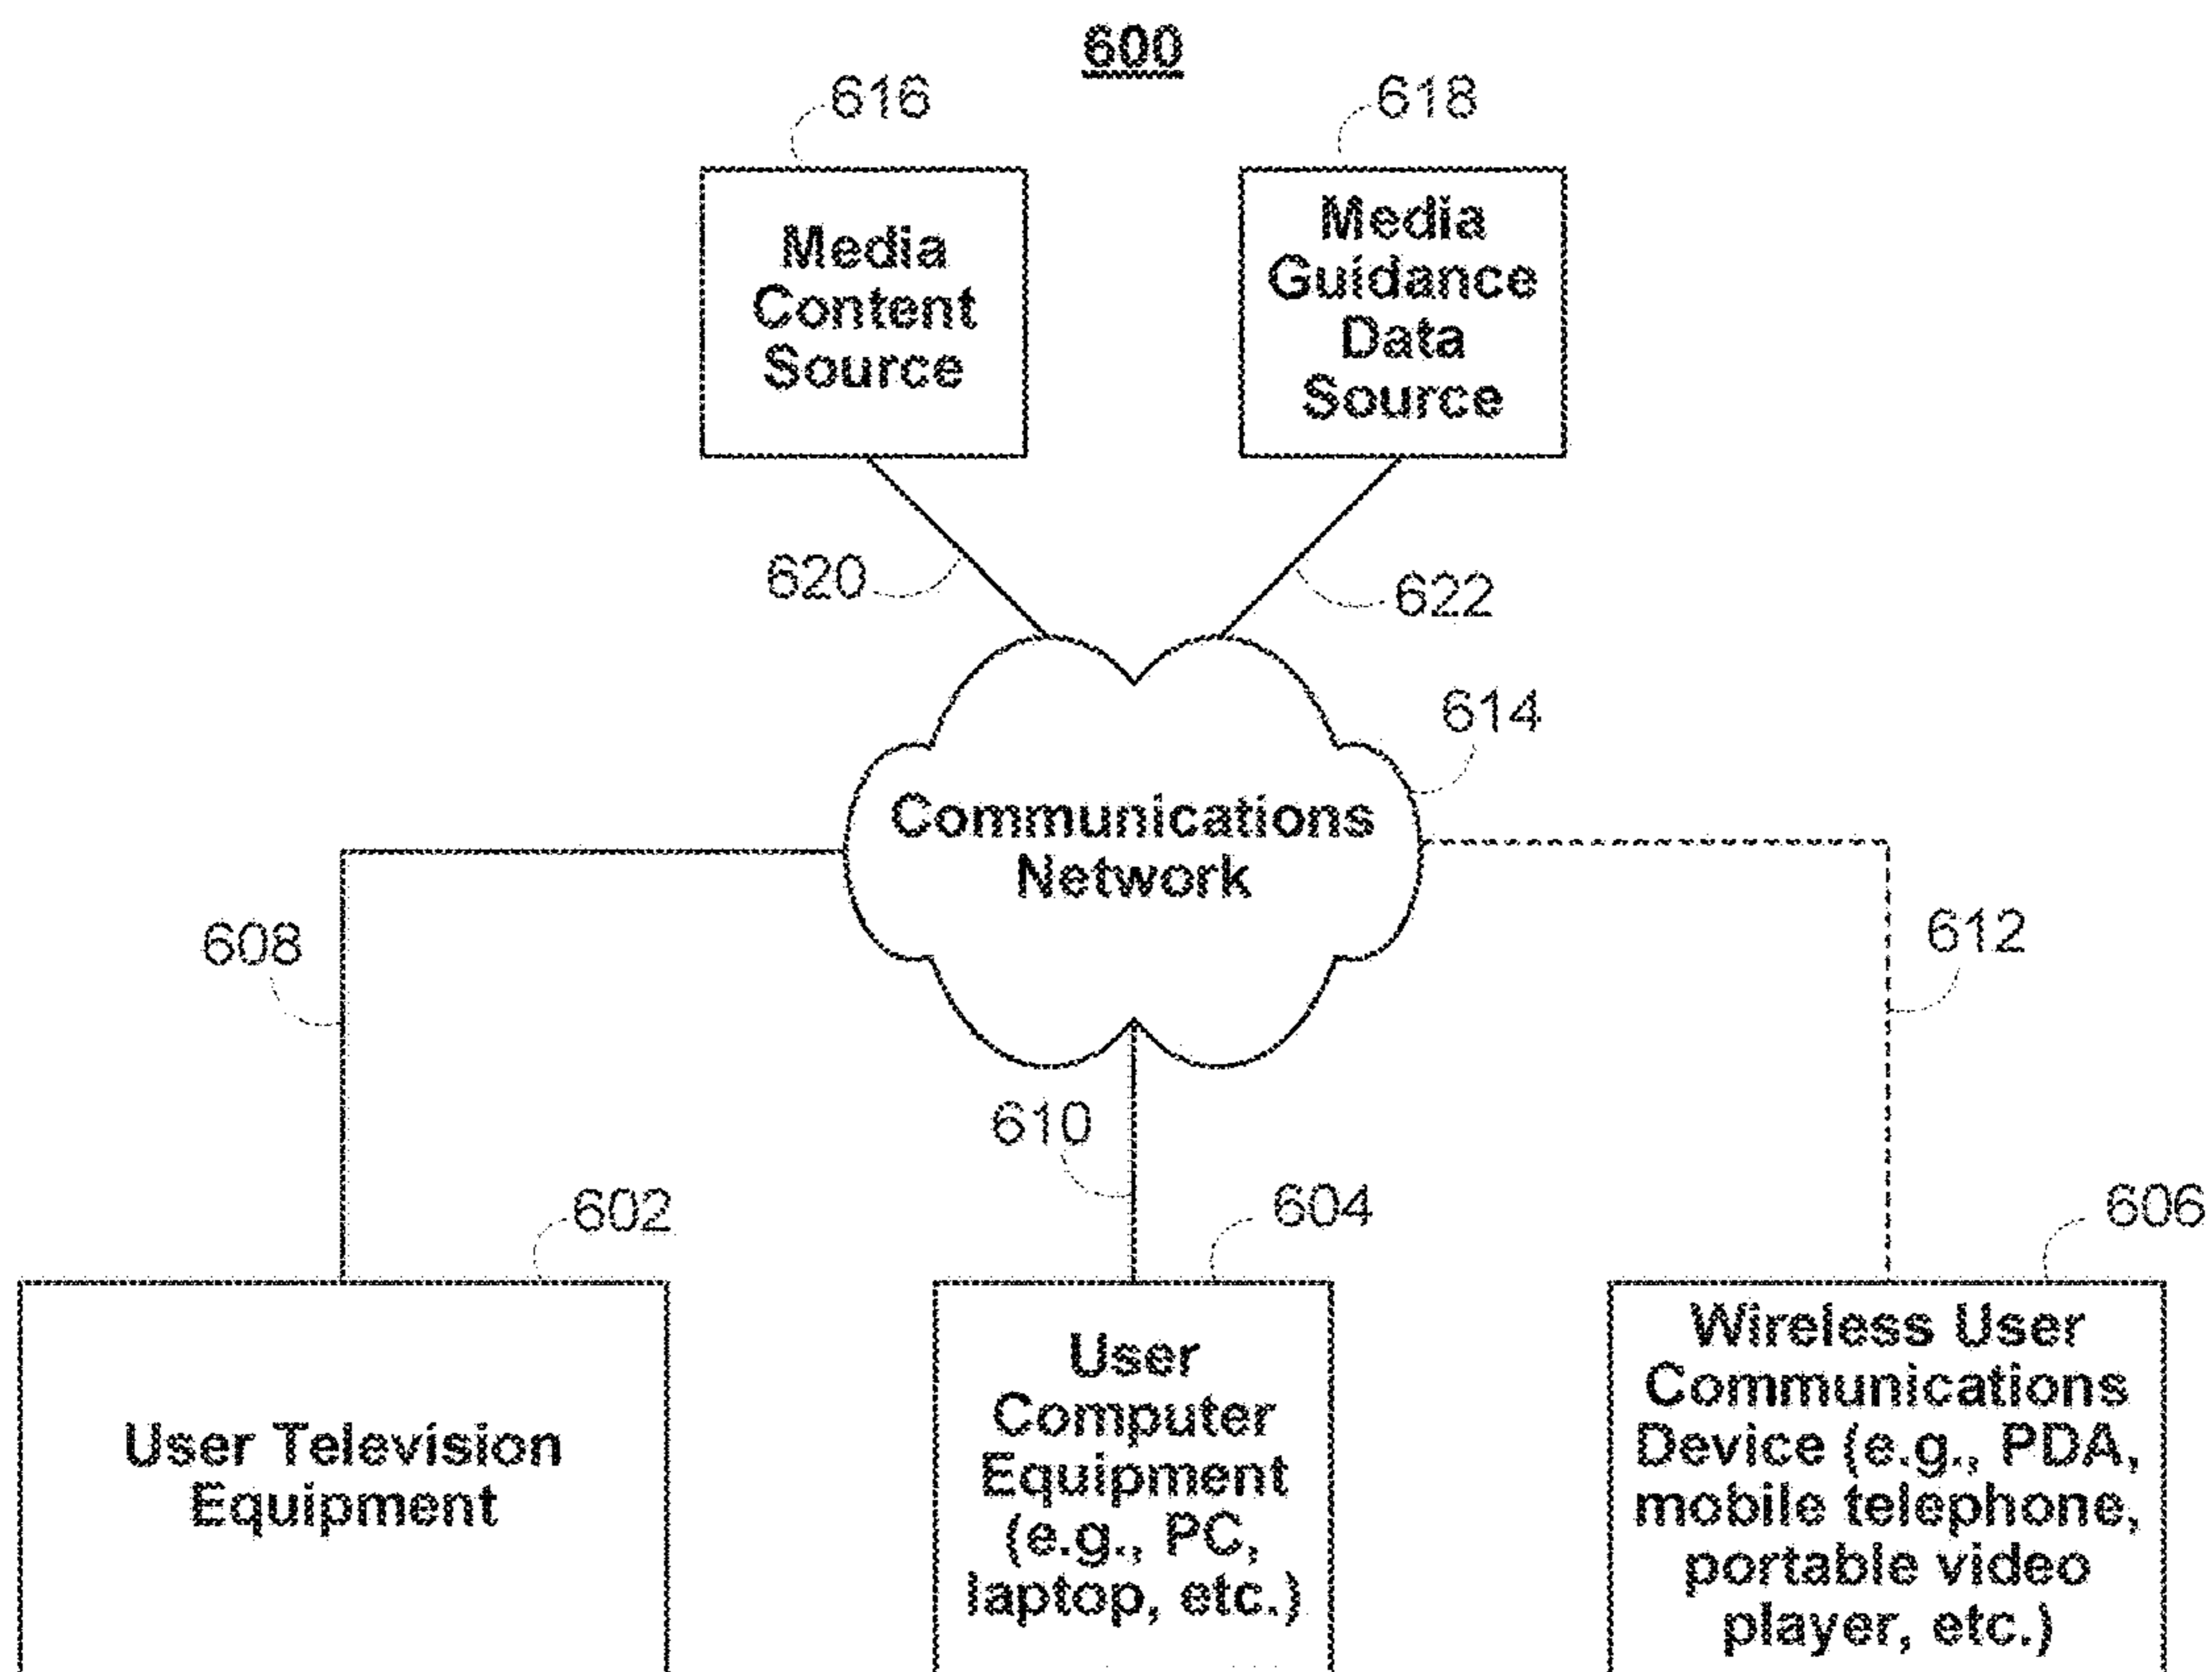 600
616
618
Media
Content
Source
Media
Guidance
Data
Source
620
622
614
Communications
Network
608
612
610
602
604
606
User Television
Equipment
User
Computer
Equipment
(e.g., PC,
laptop, etc.)
Wireless User
Communications
Device (e.g., PDA,
mobile telephone,
portable video
player, etc.)